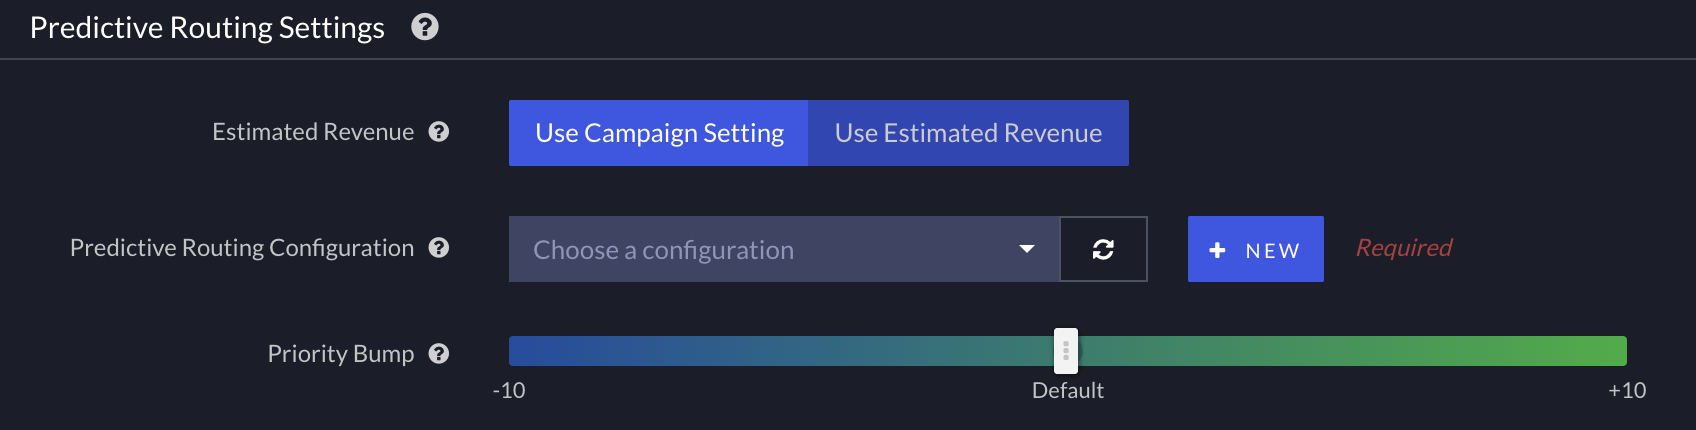 Predictive Routing Settings ?
Estimated Revenue ? Use Campaign Setting Use Estimated Revenue
Predictive Routing Configuration ? Choose a configuration + NEW Required
Priority Bump ?
-10 Default +10